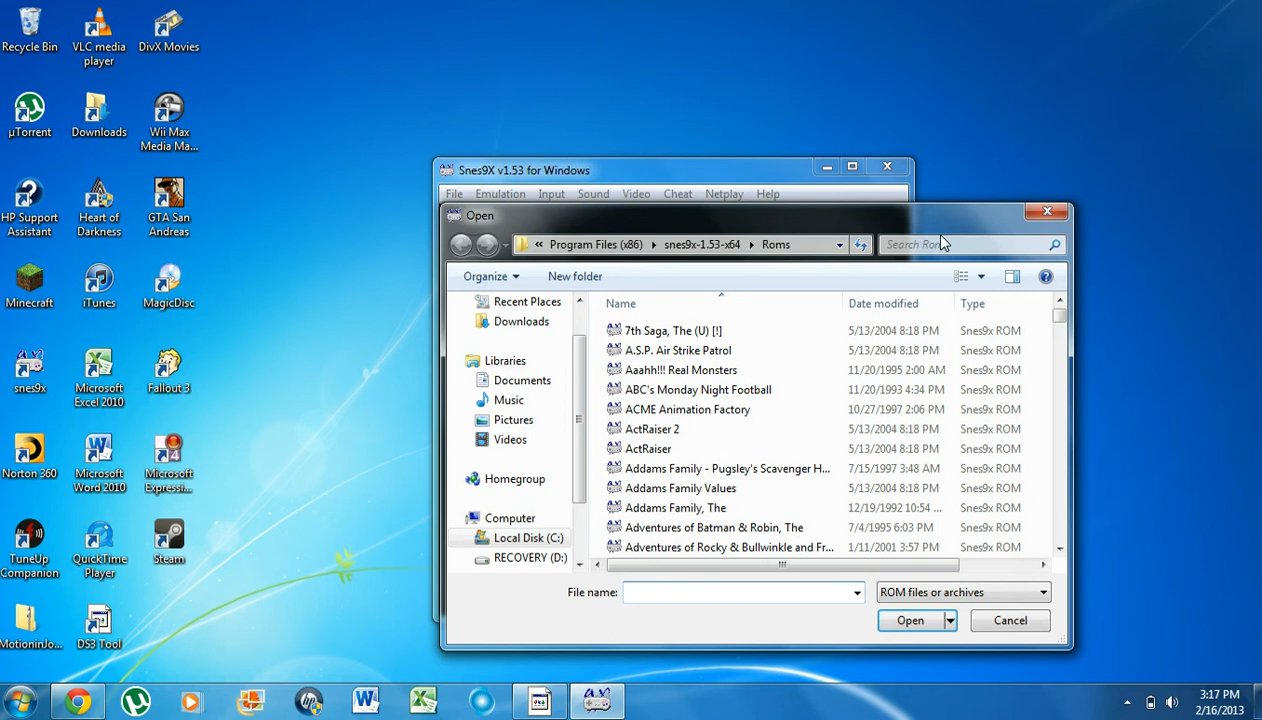 Recycle Bin
VLC media
player
DivX Movies
µTorrent
Downloads
Wii Max
Media Ma...
HP Support
Assistant
Heart of
Darkness
GTA San
Andreas
Minecraft
iTunes
MagicDisc
snes9x
Microsoft
Excel 2010
Fallout 3
Norton 360
Microsoft
Word 2010
Microsoft
Expressi...
TuneUp
Companion
QuickTime
Player
Steam
MotioninJo...
DS3 Tool
Snes9X v1.53 for Windows
File Emulation Input Sound Video Cheat Netplay Help
Open
« Program Files (x86) snes9x-1.53-x64 Roms
Search Roms
Organize New folder
Recent Places
Downloads
Libraries
Documents
Music
Pictures
Videos
Homegroup
Computer
Local Disk (C:)
RECOVERY (D:)
Name Date modified Type
7th Saga, The (U) [!] 5/13/2004 8:18 PM Snes9x ROM
A.S.P. Air Strike Patrol 5/13/2004 8:18 PM Snes9x ROM
Aaahh!!! Real Monsters 11/20/1995 2:00 AM Snes9x ROM
ABC's Monday Night Football 11/20/1993 4:34 PM Snes9x ROM
ACME Animation Factory 10/27/1997 2:06 PM Snes9x ROM
ActRaiser 2 5/13/2004 8:18 PM Snes9x ROM
ActRaiser 5/13/2004 8:18 PM Snes9x ROM
Addams Family - Pugsley's Scavenger H... 7/15/1997 3:48 AM Snes9x ROM
Addams Family Values 5/13/2004 8:18 PM Snes9x ROM
Addams Family, The 12/19/1992 10:54 ... Snes9x ROM
Adventures of Batman & Robin, The 7/4/1995 6:03 PM Snes9x ROM
Adventures of Rocky & Bullwinkle and Fr... 1/11/2001 3:57 PM Snes9x ROM
File name:
ROM files or archives
Open Cancel
3:17 PM
2/16/2013